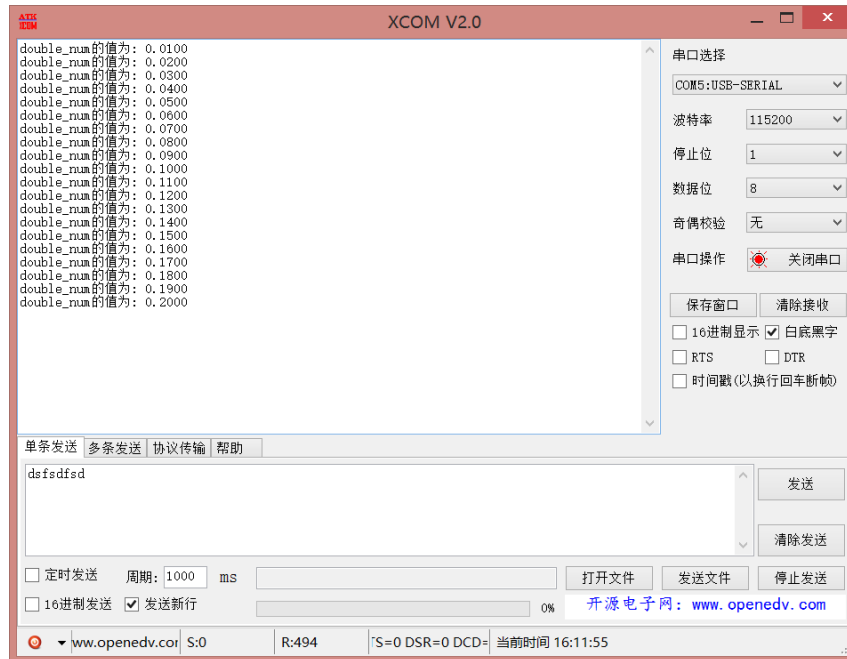 ATK
XCOM
XCOM V2.0
double_num的值为: 0.0100
double_num的值为: 0.0200
double_num的值为: 0.0300
double_num的值为: 0.0400
double_num的值为: 0.0500
double_num的值为: 0.0600
double_num的值为: 0.0700
double_num的值为: 0.0800
double_num的值为: 0.0900
double_num的值为: 0.1000
double_num的值为: 0.1100
double_num的值为: 0.1200
double_num的值为: 0.1300
double_num的值为: 0.1400
double_num的值为: 0.1500
double_num的值为: 0.1600
double_num的值为: 0.1700
double_num的值为: 0.1800
double_num的值为: 0.1900
double_num的值为: 0.2000
串口选择
COM5:USB-SERIAL
波特率 115200
停止位 1
数据位 8
奇偶校验 无
串口操作 关闭串口
保存窗口 清除接收
16进制显示 白底黑字
RTS DTR
时间戳(以换行回车断帧)
单条发送 多条发送 协议传输 帮助
dsfsdfsd
发送
清除发送
定时发送 周期: 1000 ms 打开文件 发送文件 停止发送
16进制发送 发送新行 0% 开源电子网: www.openedv.com
ww.openedv.cor S:0 R:494 TS=0 DSR=0 DCD= 当前时间 16:11:55